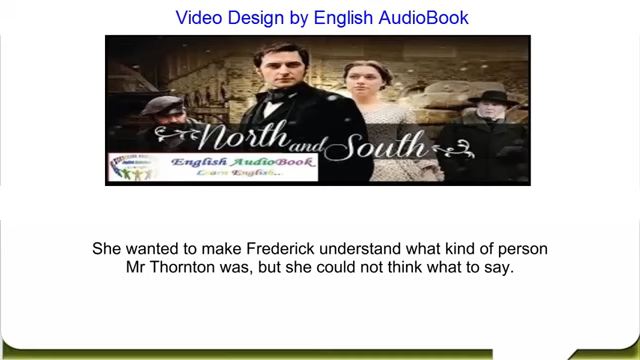 Video Design by English AudioBook
North and South
English AudioBook
Learn English...
She wanted to make Frederick understand what kind of person
Mr Thornton was, but she could not think what to say.